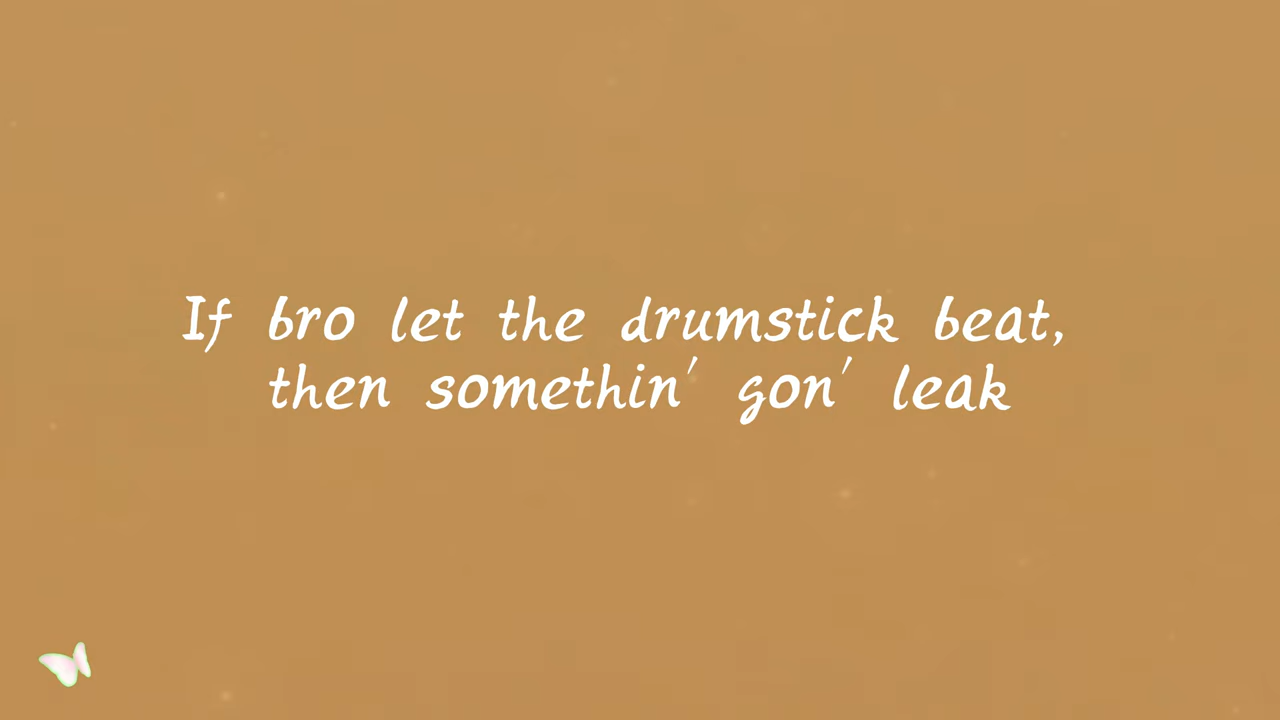 If bro let the drumstick beat,
then somethin' gon' leak